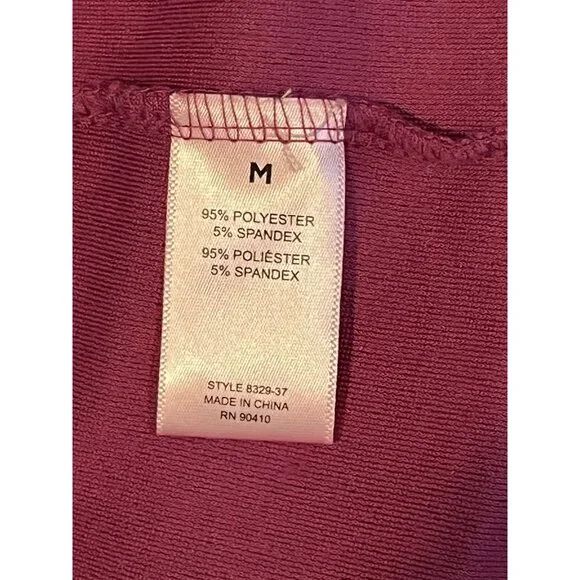 M
95% POLYESTER
5% SPANDEX
95% POLIÉSTER
5% SPANDEX
STYLE 8329-37
MADE IN CHINA
RN 90410